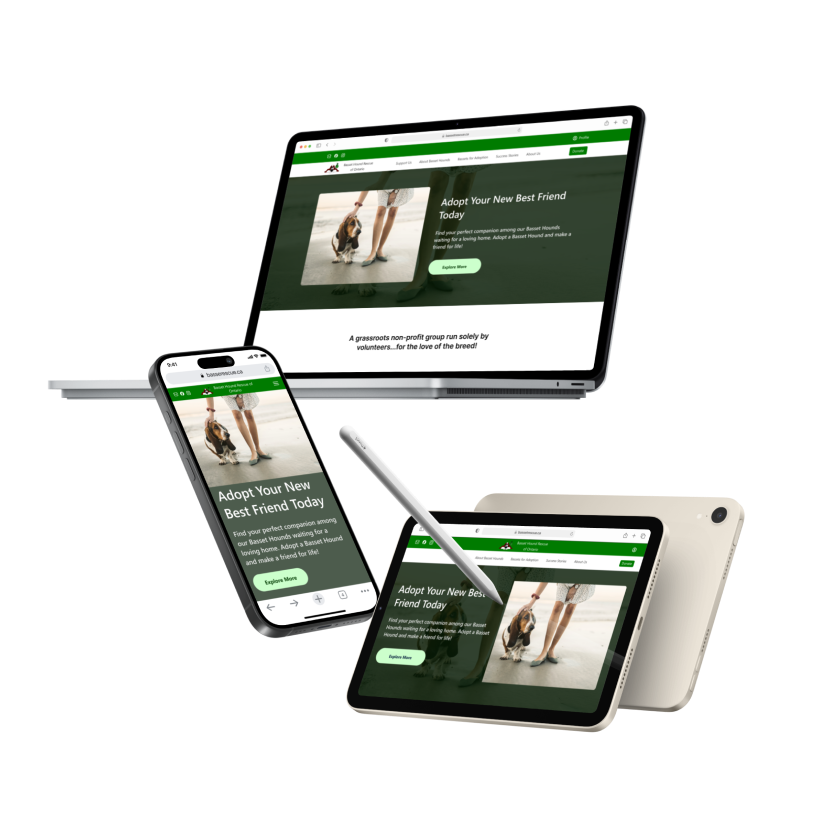 bassetrescue.ca
Profile
Basset Hound Rescue
of Ontario
Support Us
About Basset Hounds
Bassets for Adoption
Success Stories
About Us
Donate
Adopt Your New Best Friend
Today
Find your perfect companion among our Basset Hounds
waiting for a loving home. Adopt a Basset Hound and make a
friend for life!
Explore More
A grassroots non-profit group run solely by
volunteers...for the love of the breed!
9:41
bassetrescue.ca
Basset Hound Rescue of
Ontario
Adopt Your New
Best Friend Today
Find your perfect companion among
our Basset Hounds waiting for a
loving home. Adopt a Basset Hound
and make a friend for life!
Explore More
bassetrescue.ca
Basset Hound Rescue
of Ontario
About Basset Hounds
Bassets for Adoption
Success Stories
About Us
Donate
Adopt Your New Best
Friend Today
Find your perfect companion among our Basset
Hounds waiting for a loving home. Adopt a Basset
Hound and make a friend for life!
Explore More